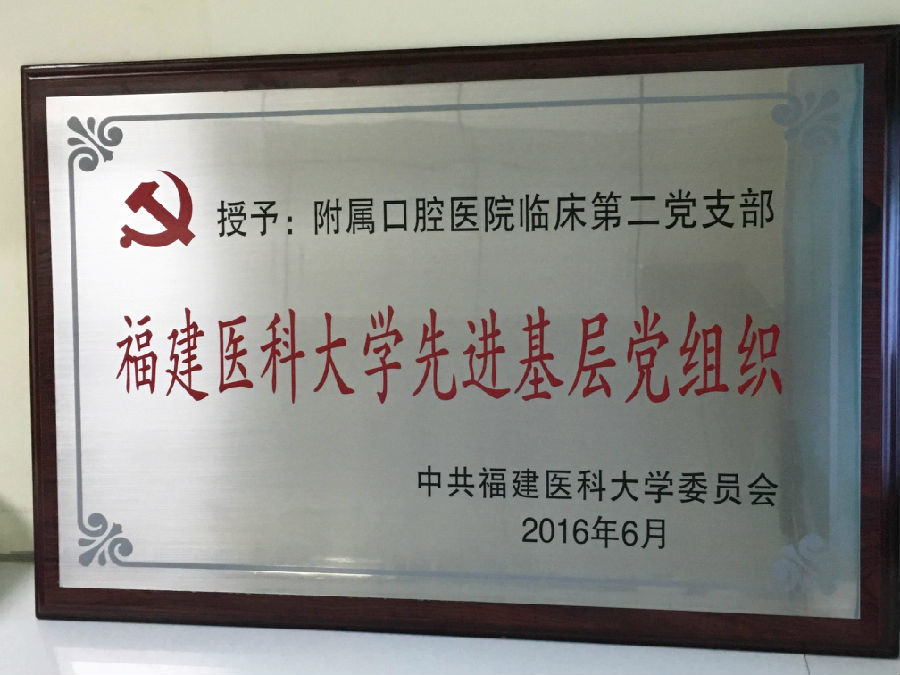 授予：附属口腔医院临床第二党支部
福建医科大学先进基层党组织
中共福建医科大学委员会
2016年6月